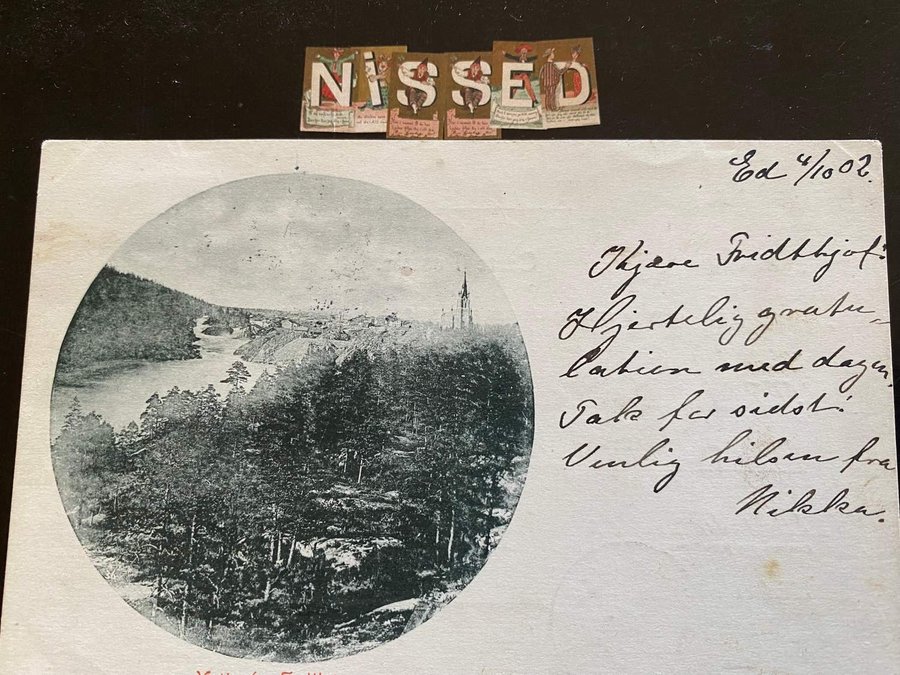 NiSSED
Ed 4/10 02.
Kjære Fridthjof!
Hjertelig gratu-
lation med dagen.
Tak for sidst!
Venlig hilsen fra
Nikka.